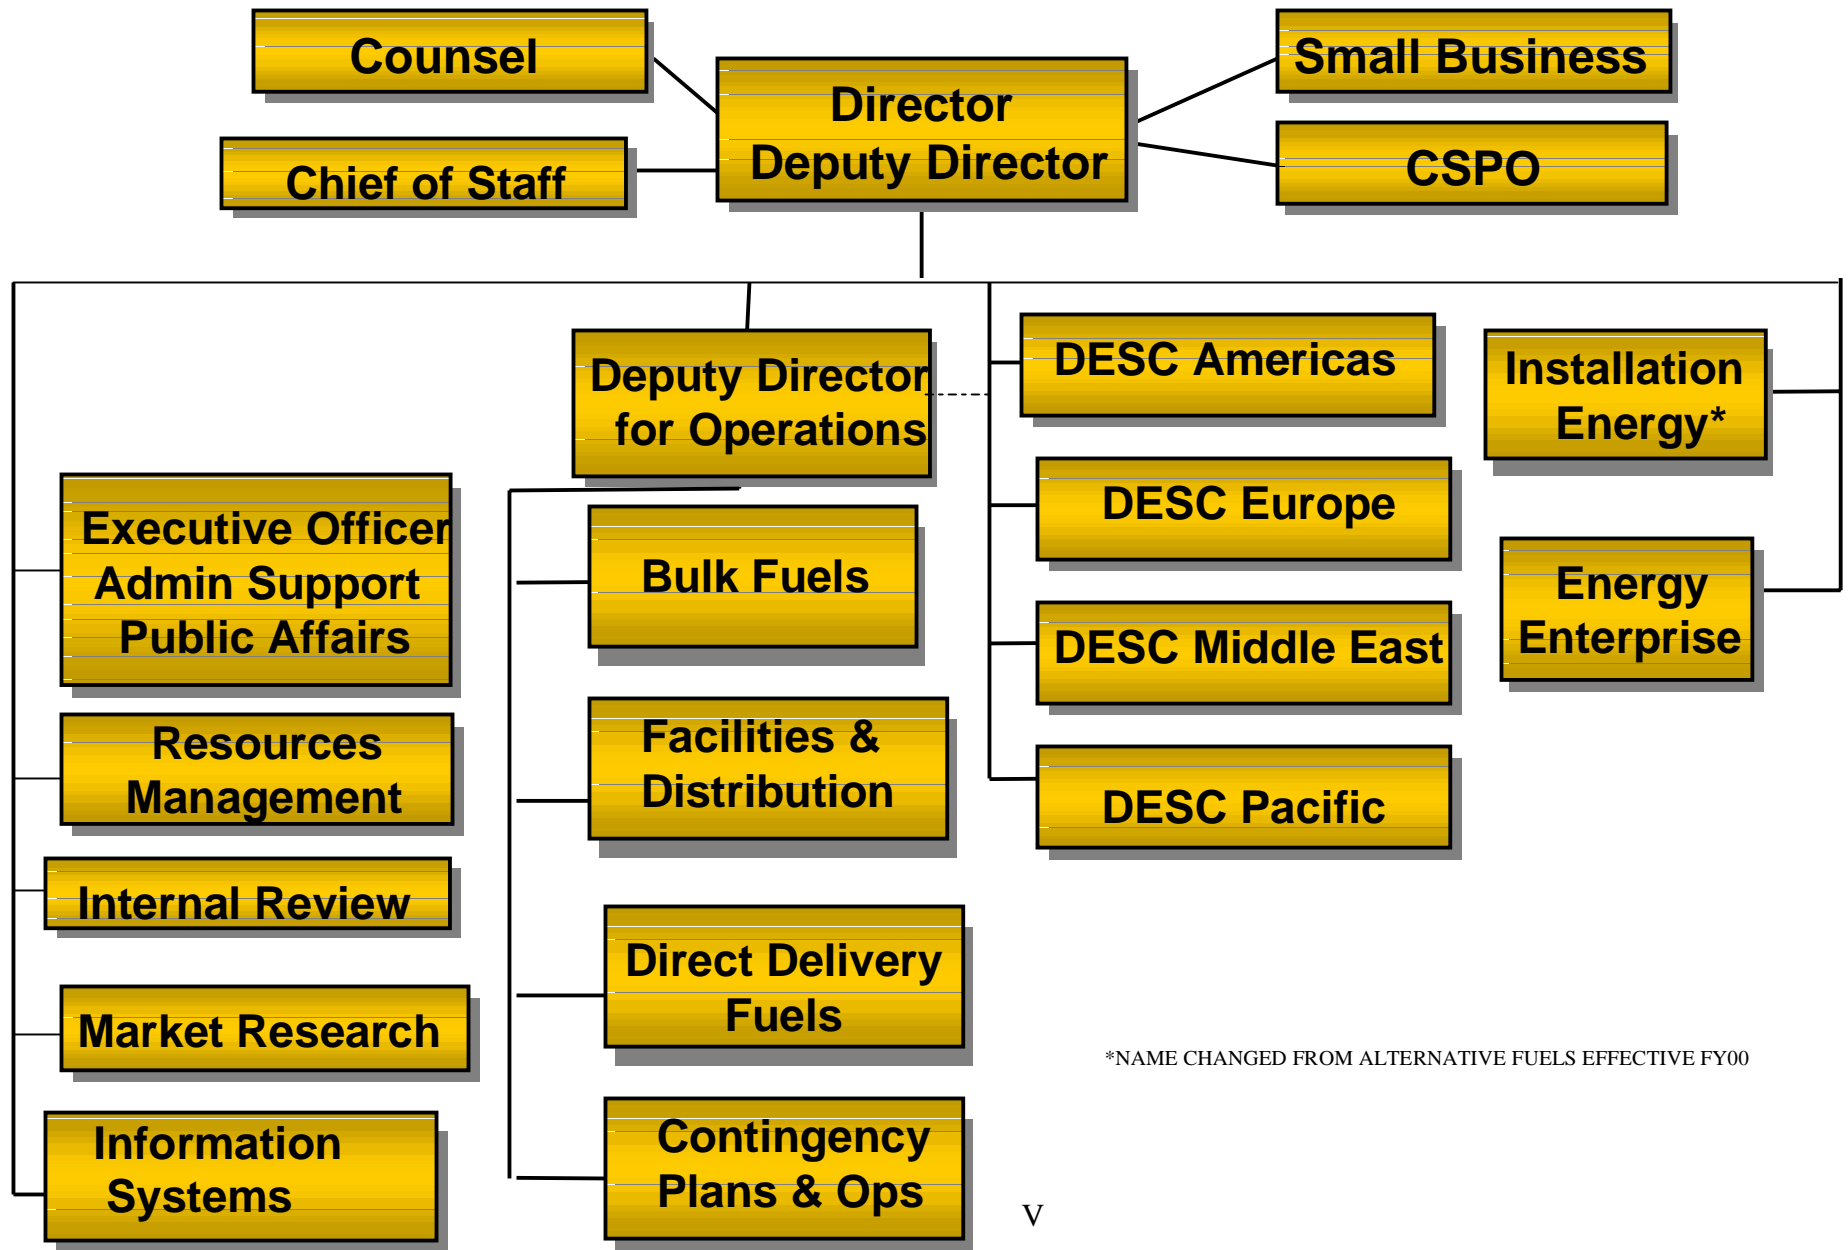 Counsel
Chief of Staff
Director
Deputy Director
Small Business
CSPO
Executive Officer
Admin Support
Public Affairs
Resources
Management
Internal Review
Market Research
Information
Systems
Deputy Director
for Operations
Bulk Fuels
Facilities &
Distribution
Direct Delivery
Fuels
Contingency
Plans & Ops
DESC Americas
DESC Europe
DESC Middle East
DESC Pacific
Installation
Energy*
Energy
Enterprise
*NAME CHANGED FROM ALTERNATIVE FUELS EFFECTIVE FY00
V